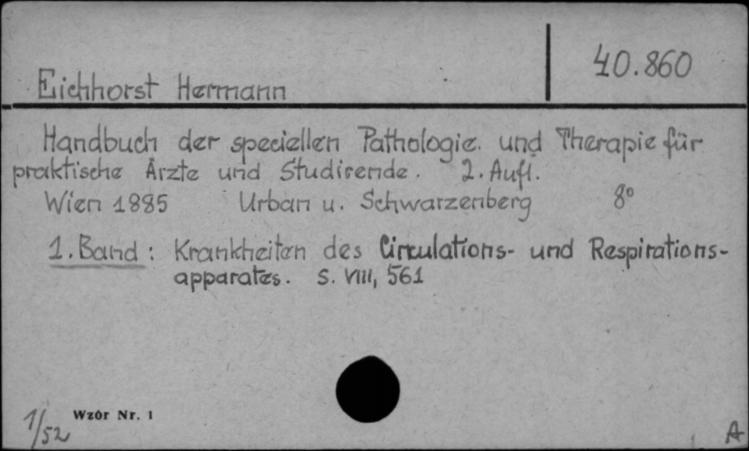 40.860
Eichhorst Hermann
Handbuch der speciellen Pathologie und Therapie für
praktische Ärzte und Studirende. 2. Aufl.
Wien 1885 Urban u. Schwarzenberg 8°
1. Band: Krankheiten des Circulations- und Respirations-
apparates. S. VIII, 561
1/52 Wzór Nr. 1
A